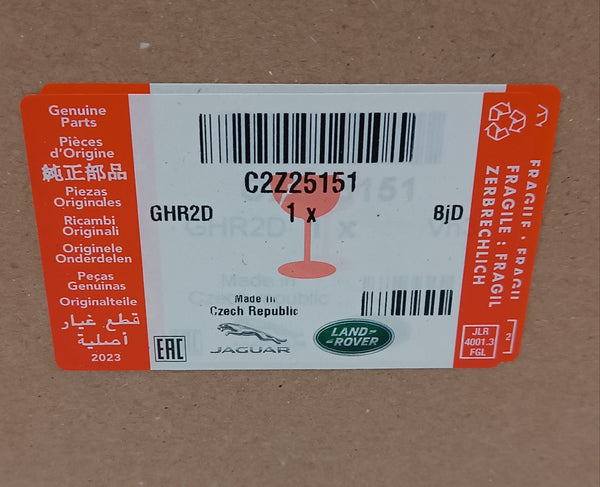 Genuine
Parts
Pièces
d'Origine
純正部品
Piezas
Originales
Ricambi
Originali
Originele
Onderdelen
Peças
Genuinas
Originalteile
قطع غيار
أصلية
2023
C2Z25151
GHR2D
1 x
8jD
Made in
Czech Republic
EAC
JAGUAR
LAND-
ROVER
FRAGILE · FRAGIL
FRAGILE : FRAGIL
ZERBRECHLICH
JLR
4001.3
FGL
2